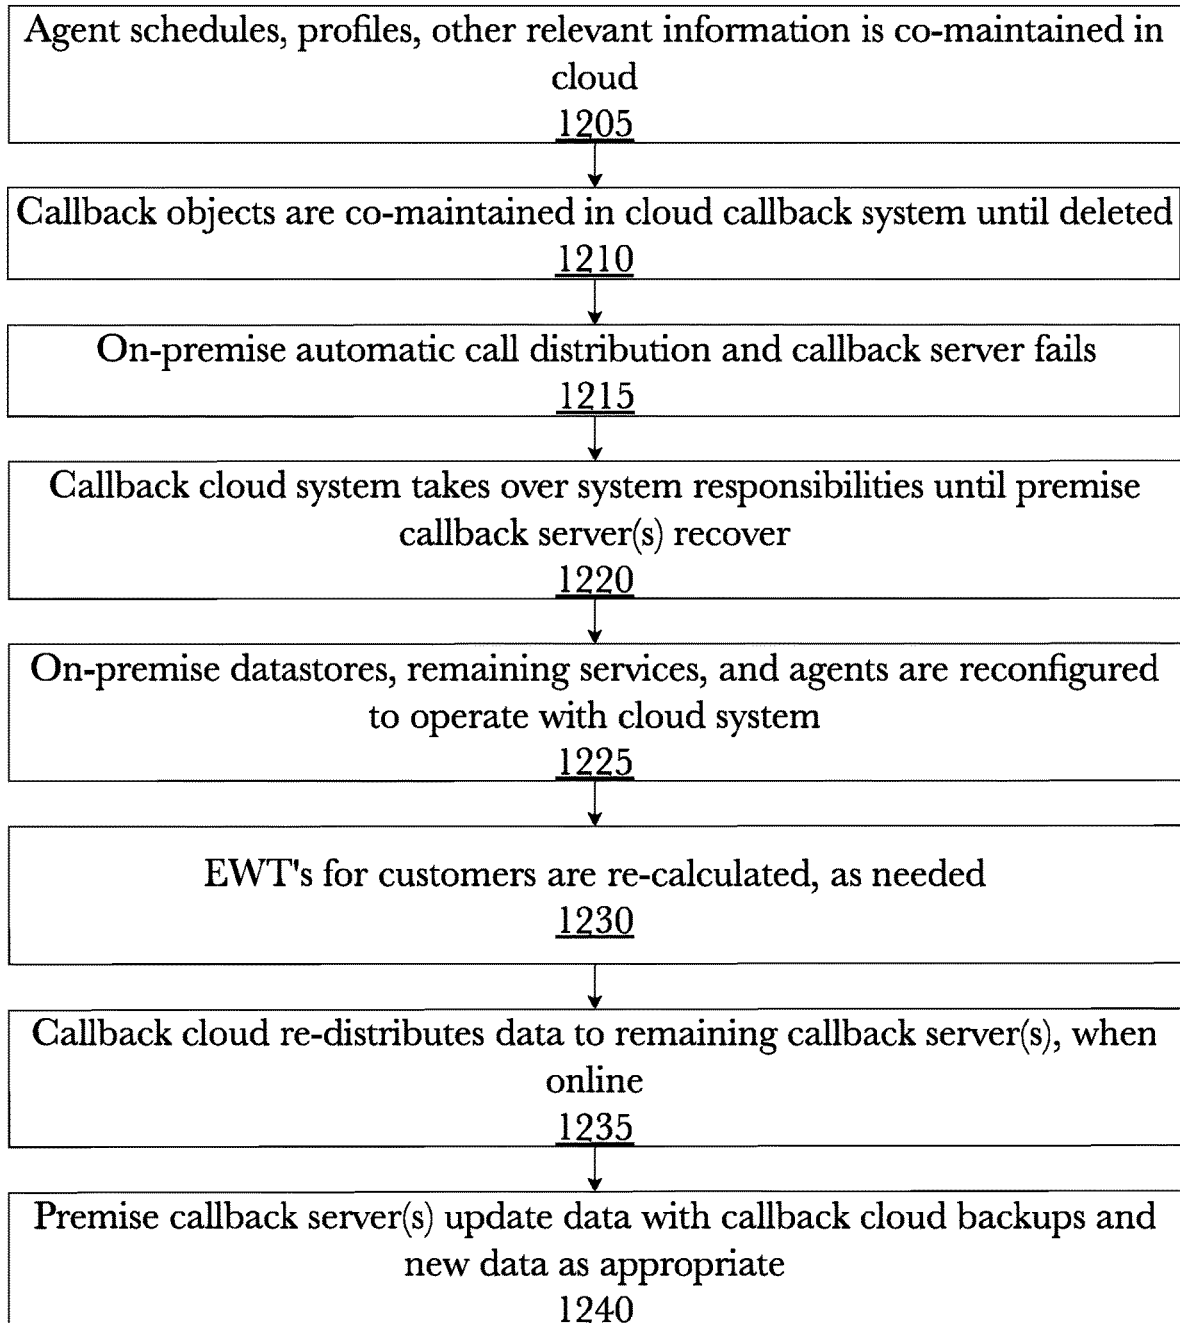 Agent schedules, profiles, other relevant information is co-maintained in
cloud
1205
Callback objects are co-maintained in cloud callback system until deleted
1210
On-premise automatic call distribution and callback server fails
1215
Callback cloud system takes over system responsibilities until premise
callback server(s) recover
1220
On-premise datastores, remaining services, and agents are reconfigured
to operate with cloud system
1225
EWT's for customers are re-calculated, as needed
1230
Callback cloud re-distributes data to remaining callback server(s), when
online
1235
Premise callback server(s) update data with callback cloud backups and
new data as appropriate
1240